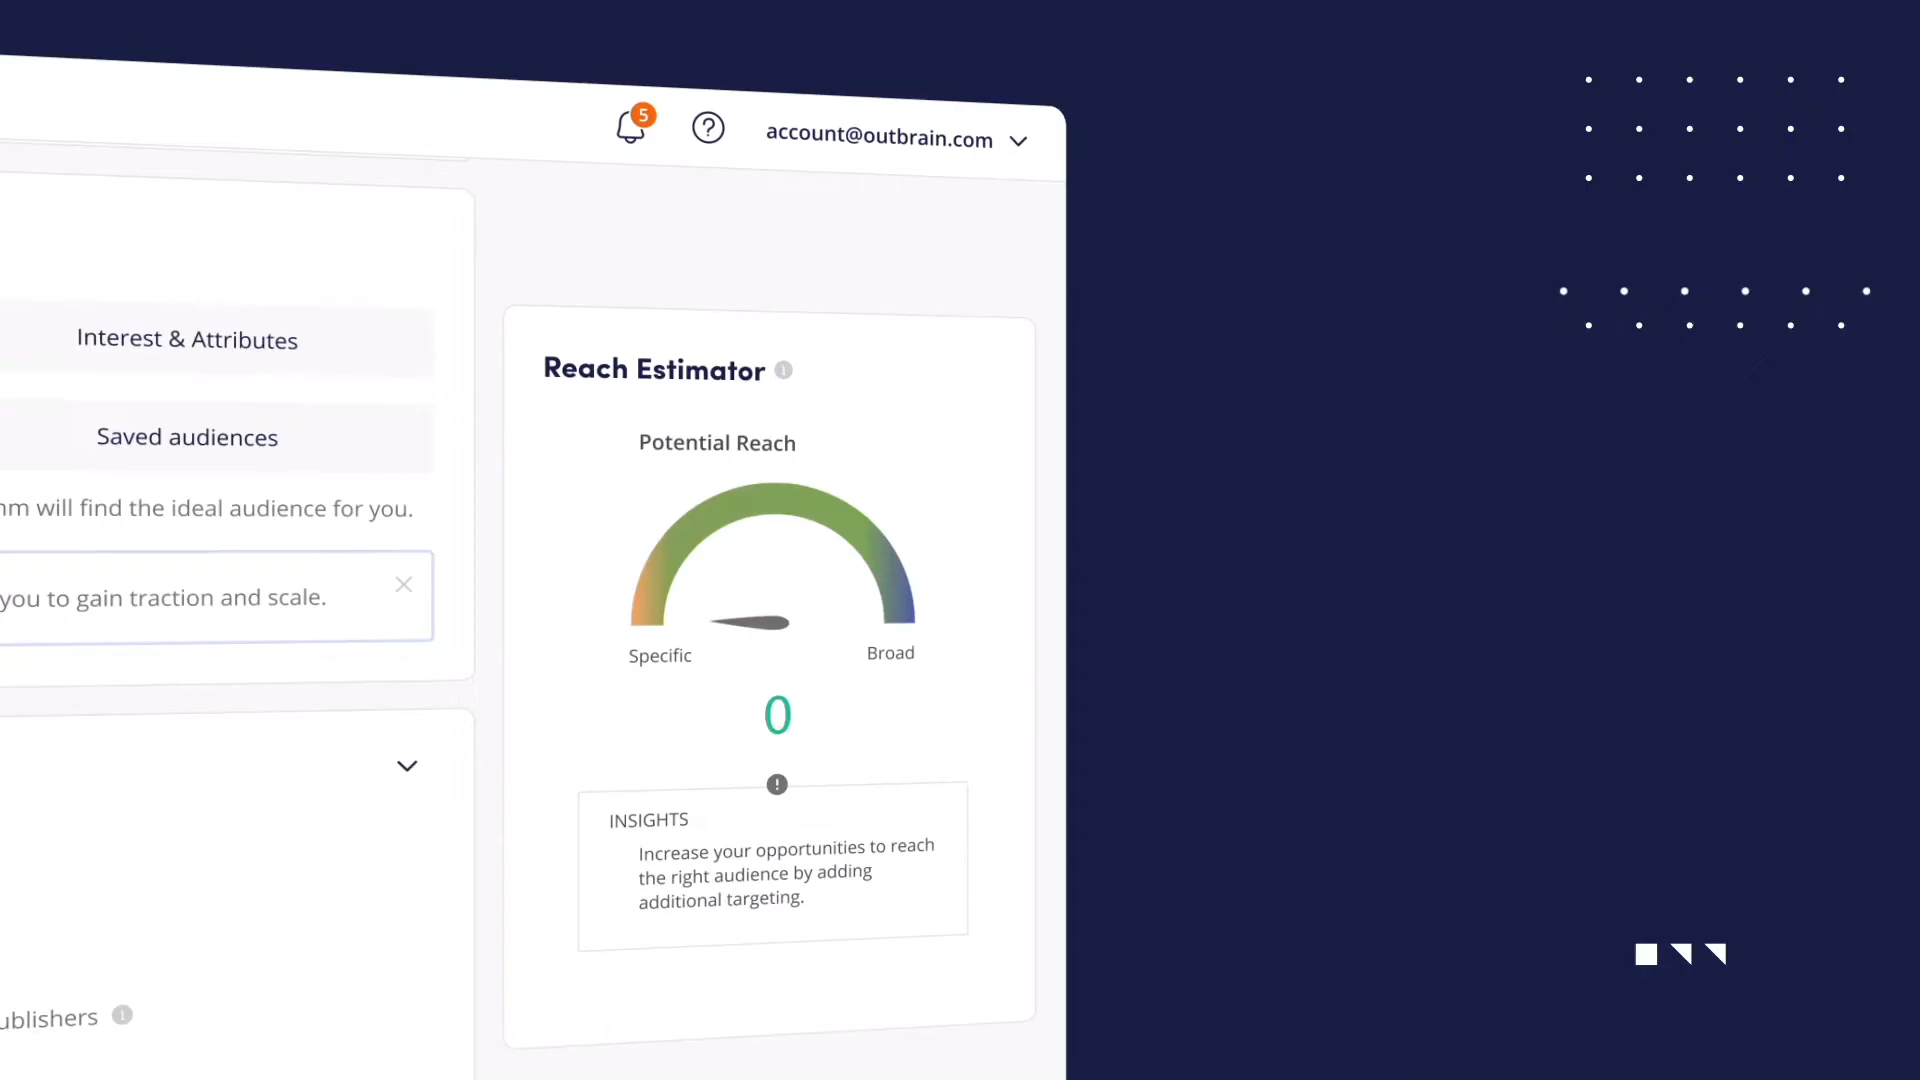 5
?
account@outbrain.com
Interest & Attributes
Saved audiences
will find the ideal audience for you.
you to gain traction and scale.
Reach Estimator
Potential Reach
Specific
Broad
0
INSIGHTS
Increase your opportunities to reach
the right audience by adding
additional targeting.